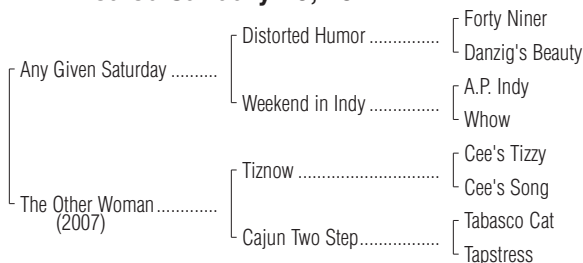 Forty Niner
Distorted Humor ...............
Danzig's Beauty
Any Given Saturday ..........
A.P. Indy
Weekend in Indy ...............
Whow
Cee's Tizzy
Tiznow ..............................
Cee's Song
The Other Woman .............
(2007)
Tabasco Cat
Cajun Two Step .................
Tapstress